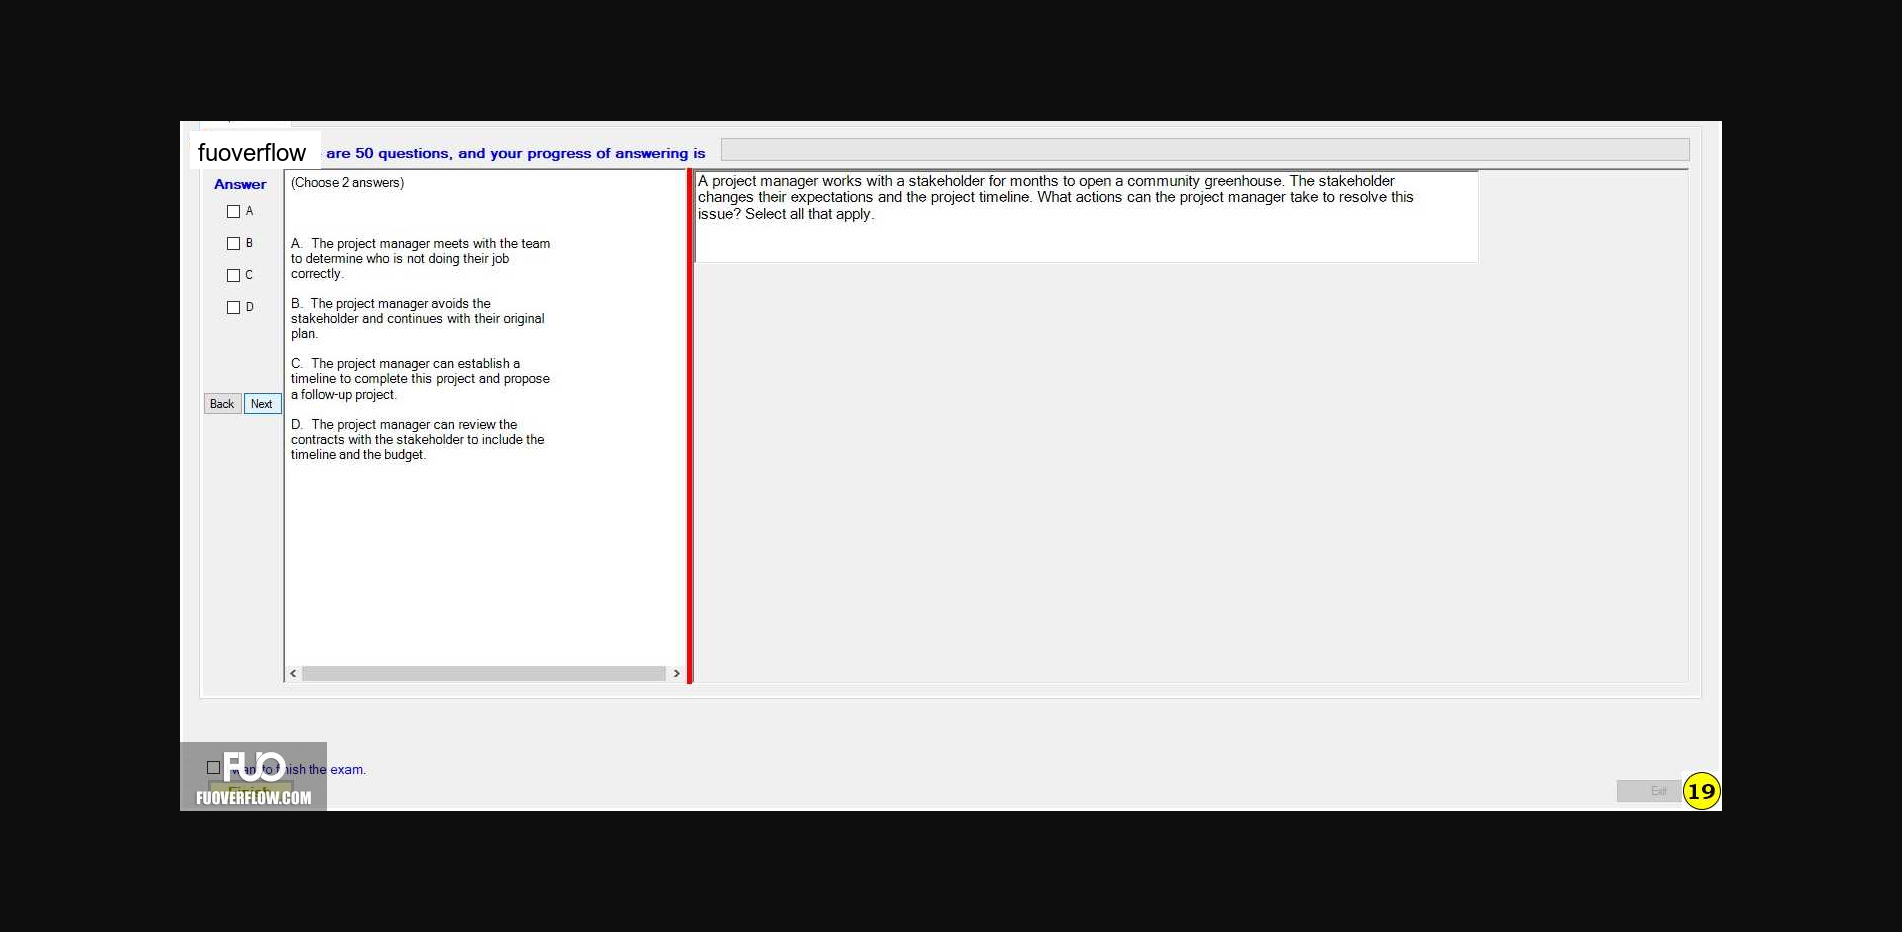 fuoverflow are 50 questions, and your progress of answering is
Answer
A
B
C
D
Back Next
(Choose 2 answers)
A. The project manager meets with the team
to determine who is not doing their job
correctly.
B. The project manager avoids the
stakeholder and continues with their original
plan.
C. The project manager can establish a
timeline to complete this project and propose
a follow-up project.
D. The project manager can review the
contracts with the stakeholder to include the
timeline and the budget.
A project manager works with a stakeholder for months to open a community greenhouse. The stakeholder
changes their expectations and the project timeline. What actions can the project manager take to resolve this
issue? Select all that apply.
want to finish the exam.
Finish
FUO
FUOVERFLOW.COM
Exit
19